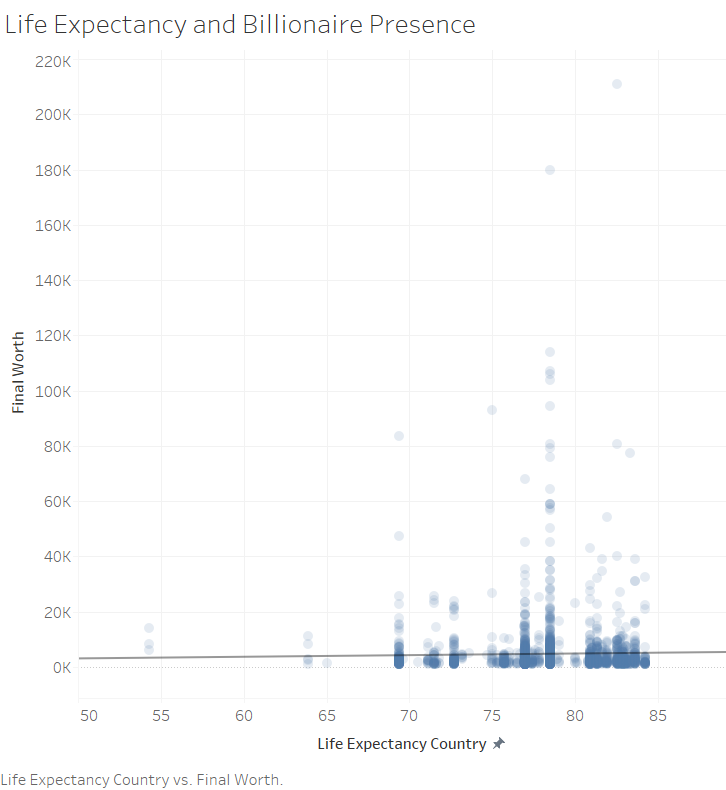 Life Expectancy and Billionaire Presence
220K
200K
180K
160K
140K
120K
100K
80K
60K
40K
20K
0K
Final Worth
50 55 60 65 70 75 80 85
Life Expectancy Country
Life Expectancy Country vs. Final Worth.